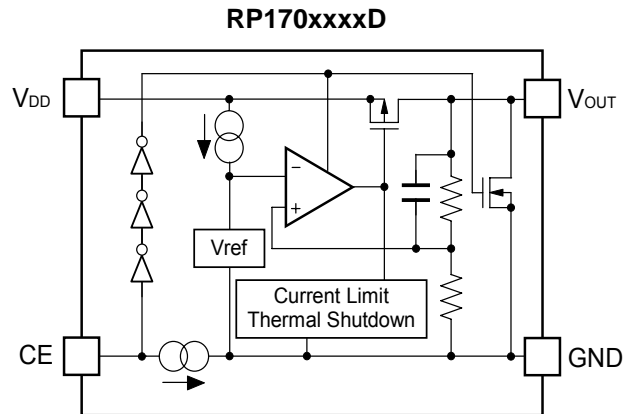 RP170xxxxD
VDD
VOUT
−
+
Vref
Current Limit
Thermal Shutdown
CE
GND